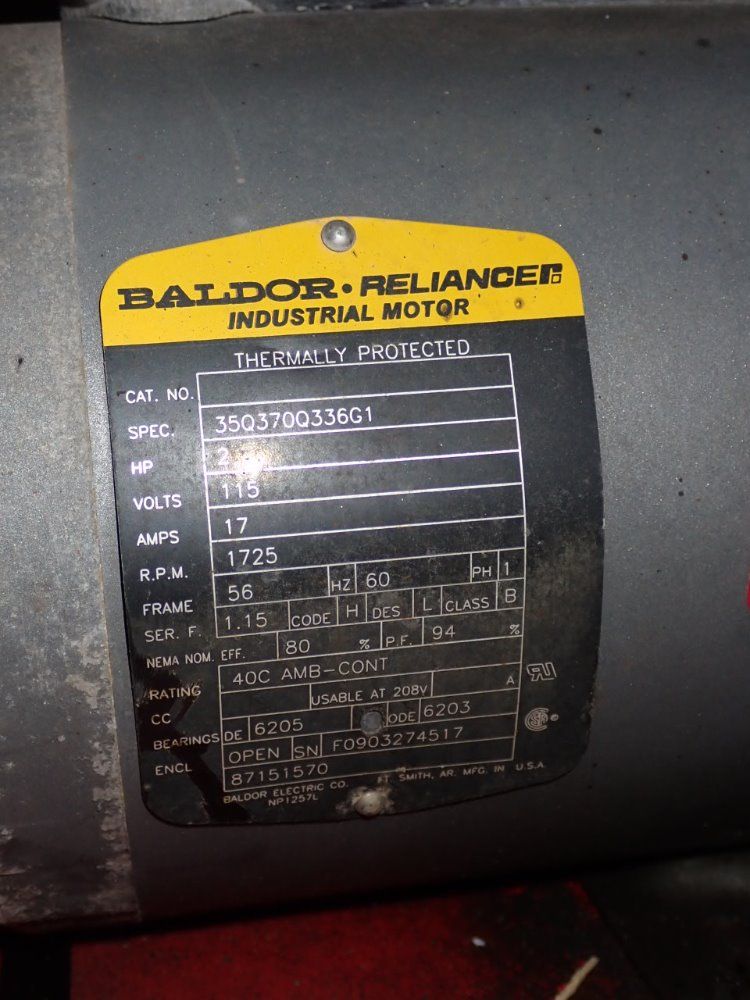 BALDOR • RELIANCER
INDUSTRIAL MOTOR
THERMALLY PROTECTED
CAT. NO.
SPEC. 35Q370Q336G1
HP 2
VOLTS 115
AMPS 17
R.P.M. 1725
FRAME 56 HZ 60 PH 1
SER. F. 1.15 CODE H DES L CLASS B
NEMA NOM. EFF. 80 % P.F. 94 %
RATING 40C AMB-CONT
CC USABLE AT 208V A
BEARINGS DE 6205 ODE 6203
ENCL OPEN SN F0903274517
87151570
BALDOR ELECTRIC CO. FT. SMITH, AR. MFG. IN U.S.A.
NP1257L